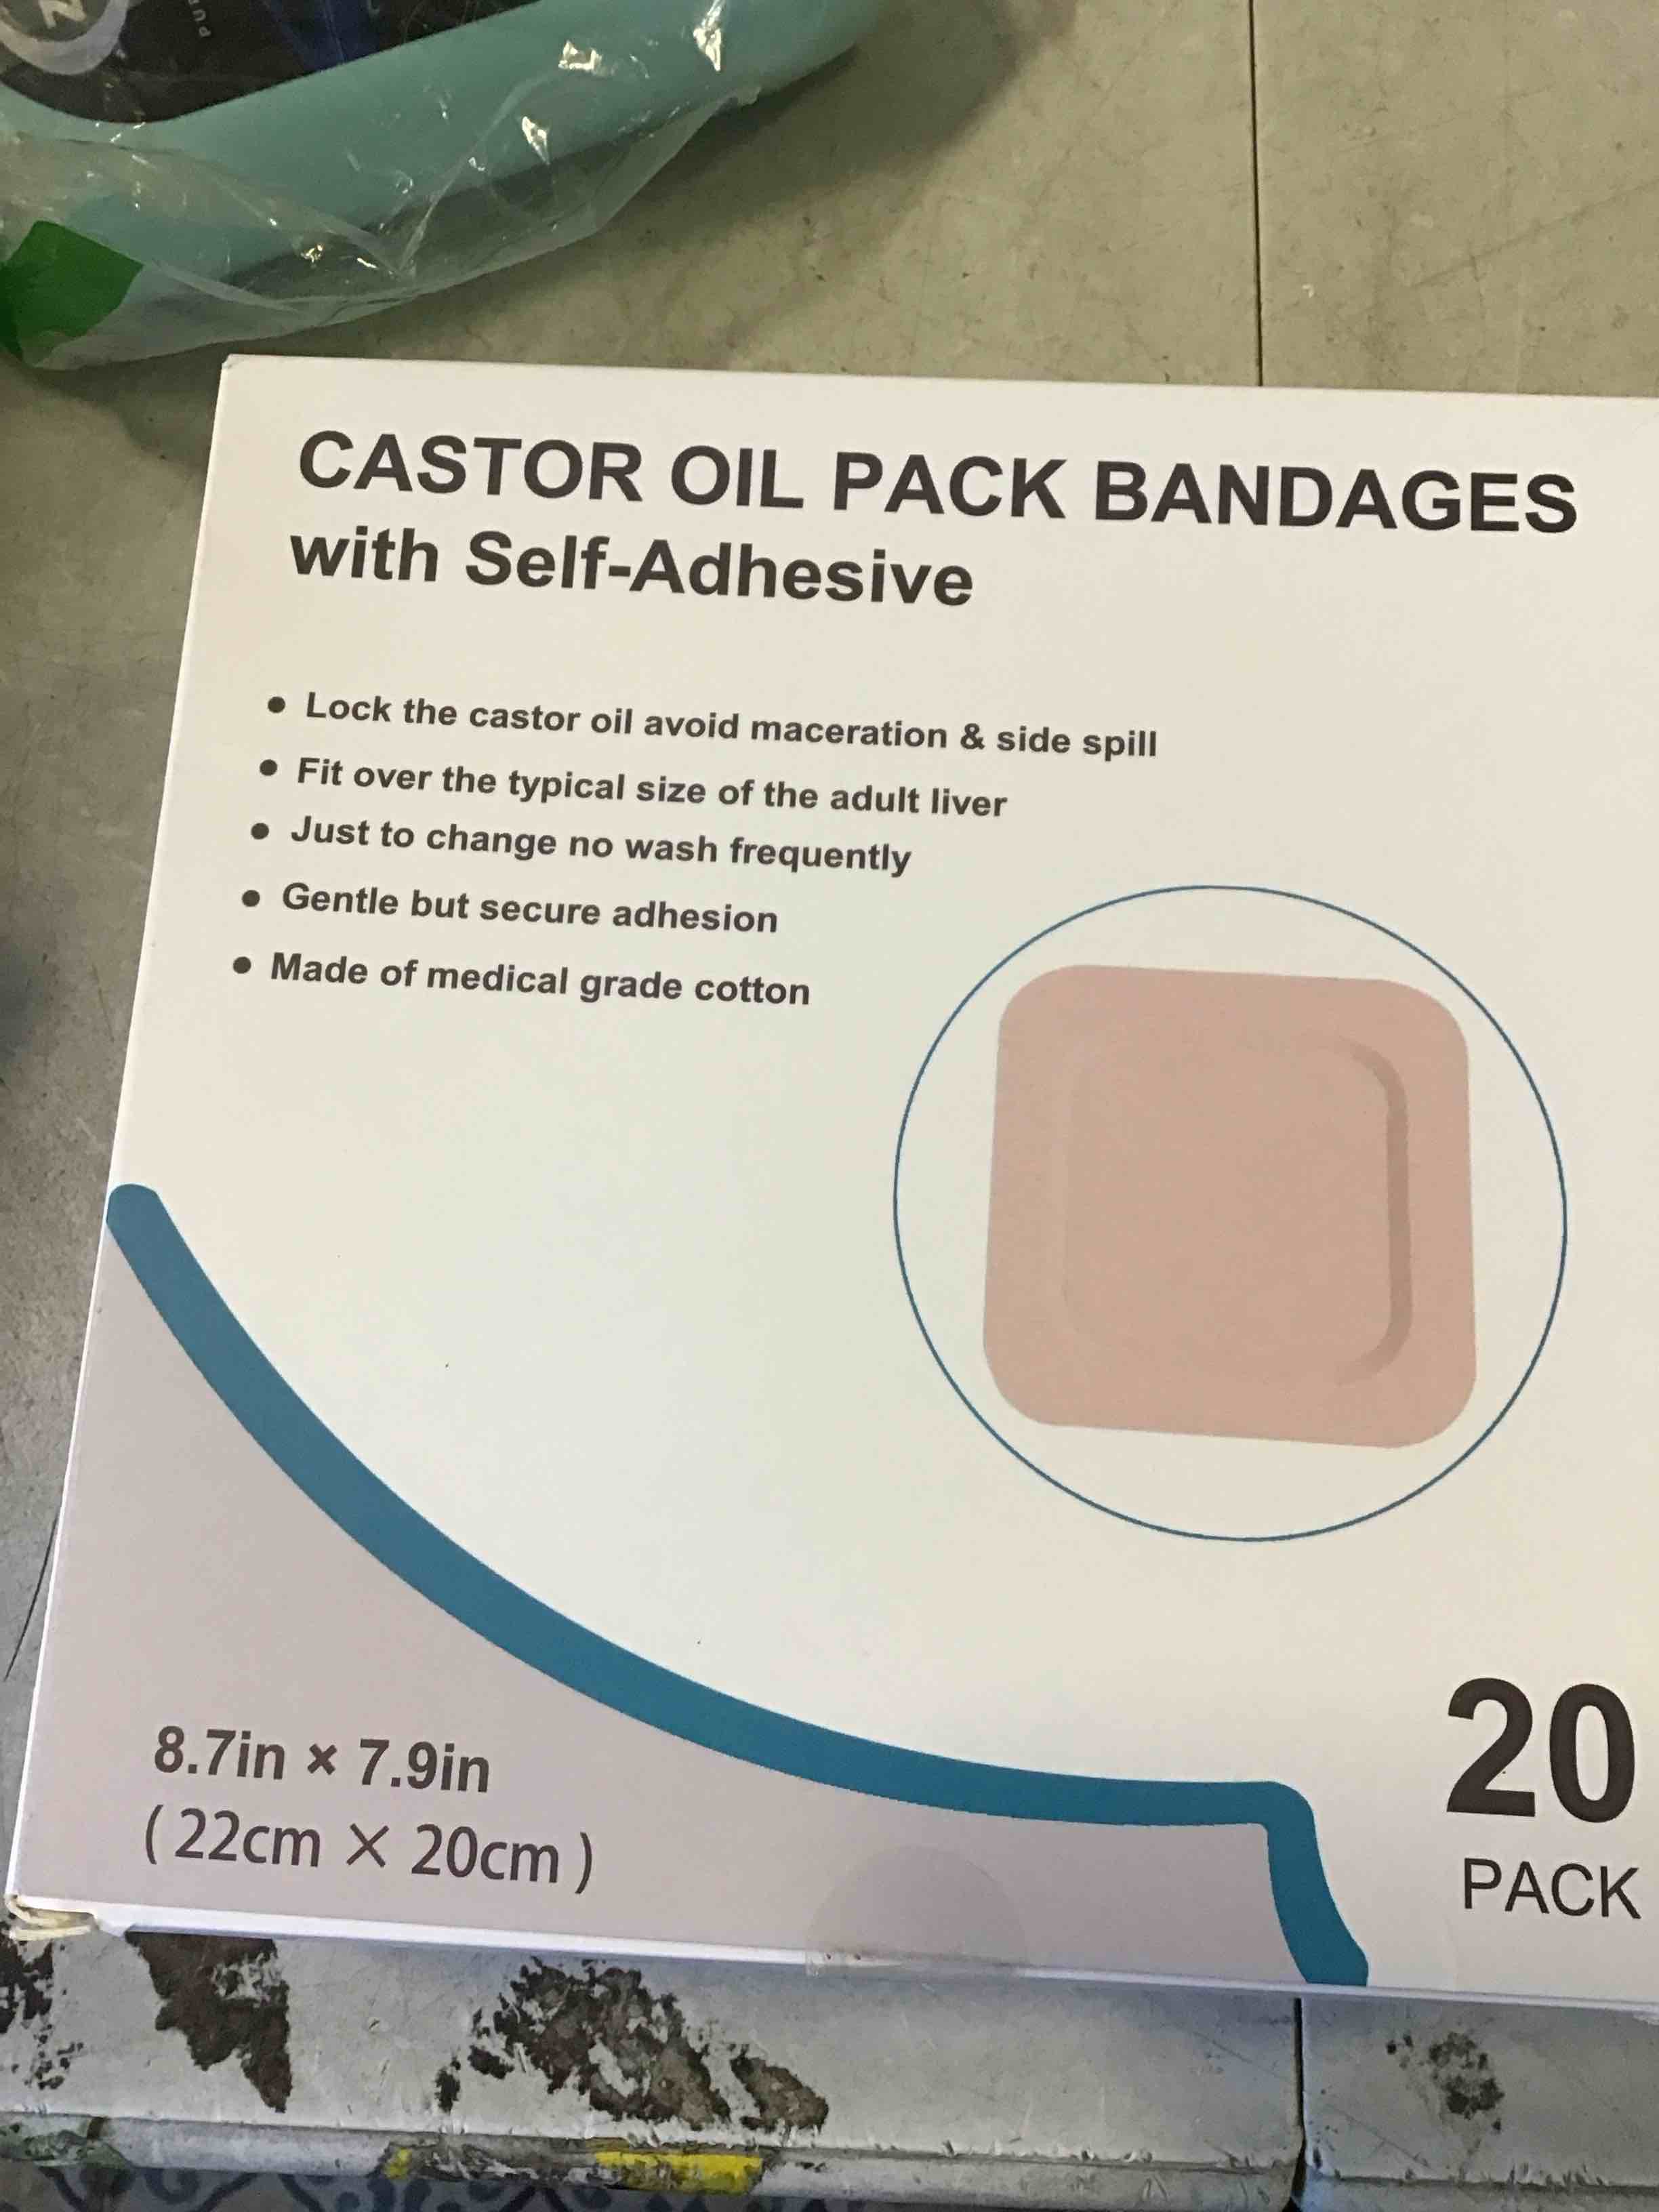 CASTOR OIL PACK BANDAGES
with Self-Adhesive
• Lock the castor oil avoid maceration & side spill
• Fit over the typical size of the adult liver
• Just to change no wash frequently
• Gentle but secure adhesion
• Made of medical grade cotton
8.7in × 7.9in
(22cm × 20cm)
20
PACK